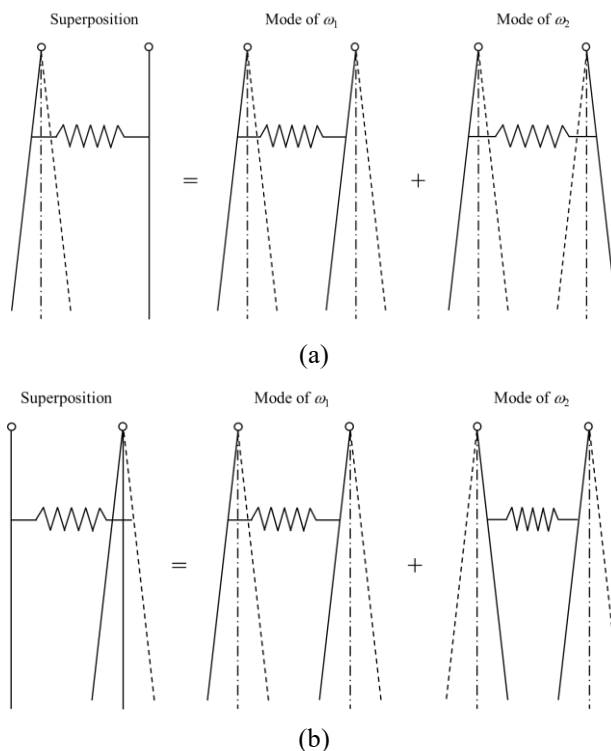 Superposition Mode of ω₁ Mode of ω₂
= +
(a)
Superposition Mode of ω₁ Mode of ω₂
= +
(b)